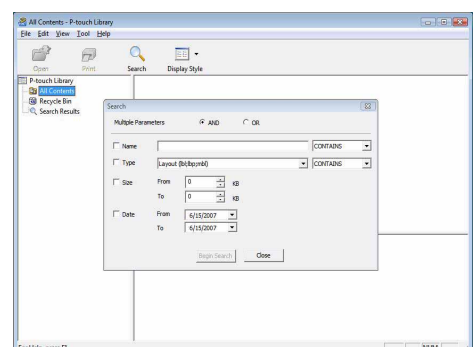 All Contents - P-touch Library
File Edit View Tool Help
Open Print Search Display Style
P-touch Library
All Contents
Recycle Bin
Search Results
Search
Multiple Parameters AND OR
Name CONTAINS
Type Layout (lbl;lbp;mbl) CONTAINS
Size From 0 KB
To 0 KB
Date From 6/15/2007
To 6/15/2007
Begin Search Close